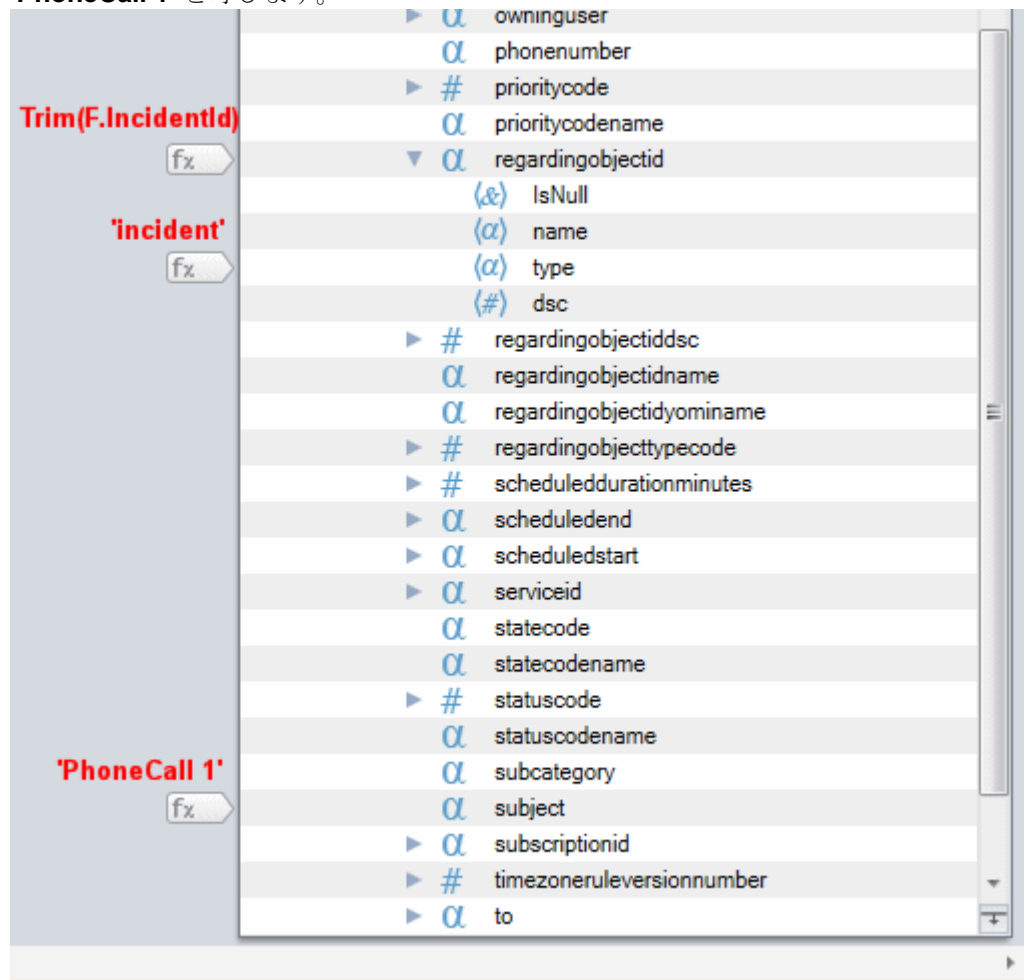 owninguser
phonenumber
# prioritycode
Trim(F.IncidentId)
α prioritycodename
fx
α regardingobjectid
⟨&⟩ IsNull
'incident'
⟨α⟩ name
fx
⟨α⟩ type
⟨#⟩ dsc
# regardingobjectiddsc
α regardingobjectidname
α regardingobjectidyominame
# regardingobjecttypecode
# scheduleddurationminutes
α scheduledend
α scheduledstart
α serviceid
α statecode
α statecodename
# statuscode
α statuscodename
'PhoneCall 1'
α subcategory
fx
α subject
α subscriptionid
# timezoneruleversionnumber
α to